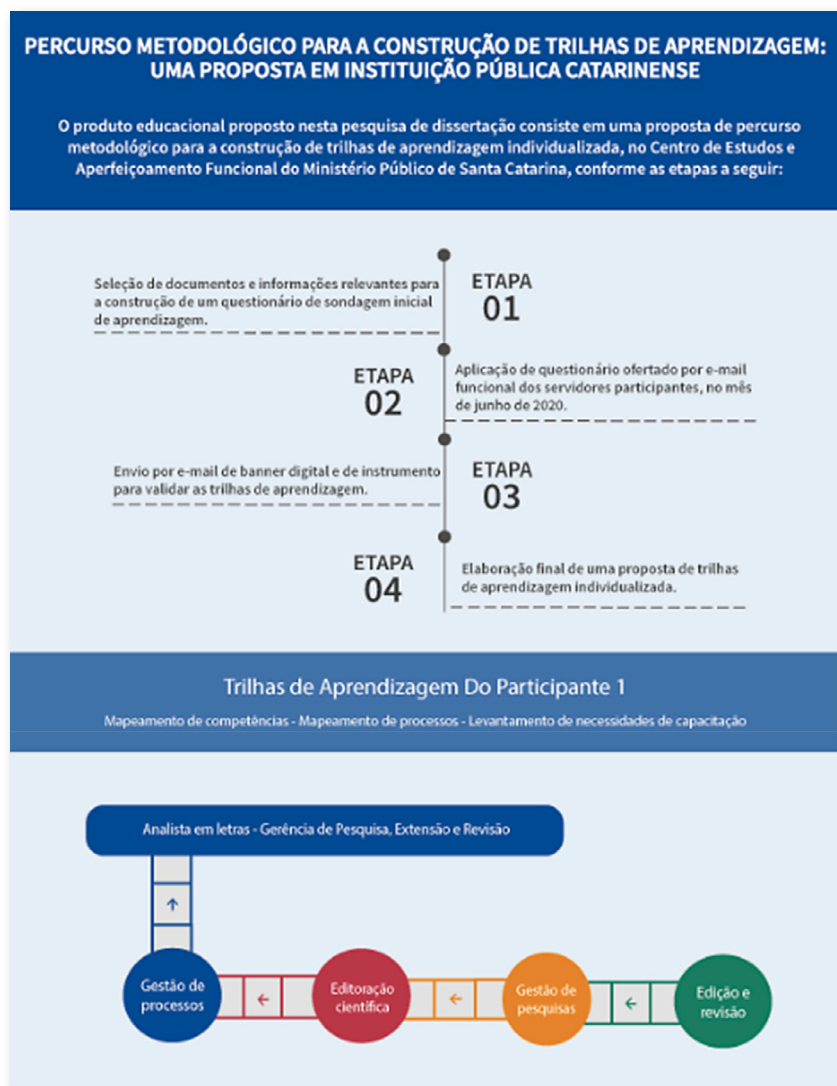 PERCURSO METODOLÓGICO PARA A CONSTRUÇÃO DE TRILHAS DE APRENDIZAGEM:
UMA PROPOSTA EM INSTITUIÇÃO PÚBLICA CATARINENSE
O produto educacional proposto nesta pesquisa de dissertação consiste em uma proposta de percurso
metodológico para a construção de trilhas de aprendizagem individualizada, no Centro de Estudos e
Aperfeiçoamento Funcional do Ministério Público de Santa Catarina, conforme as etapas a seguir:
ETAPA
01
Seleção de documentos e informações relevantes para
a construção de um questionário de sondagem inicial
de aprendizagem.
ETAPA
02
Aplicação de questionário ofertado por e-mail
funcional dos servidores participantes, no mês
de junho de 2020.
ETAPA
03
Envio por e-mail de banner digital e de instrumento
para validar as trilhas de aprendizagem.
ETAPA
04
Elaboração final de uma proposta de trilhas
de aprendizagem individualizada.
Trilhas de Aprendizagem Do Participante 1
Mapeamento de competências - Mapeamento de processos - Levantamento de necessidades de capacitação
Analista em letras - Gerência de Pesquisa, Extensão e Revisão
Gestão de
processos
Editoração
científica
Gestão de
pesquisas
Edição e
revisão